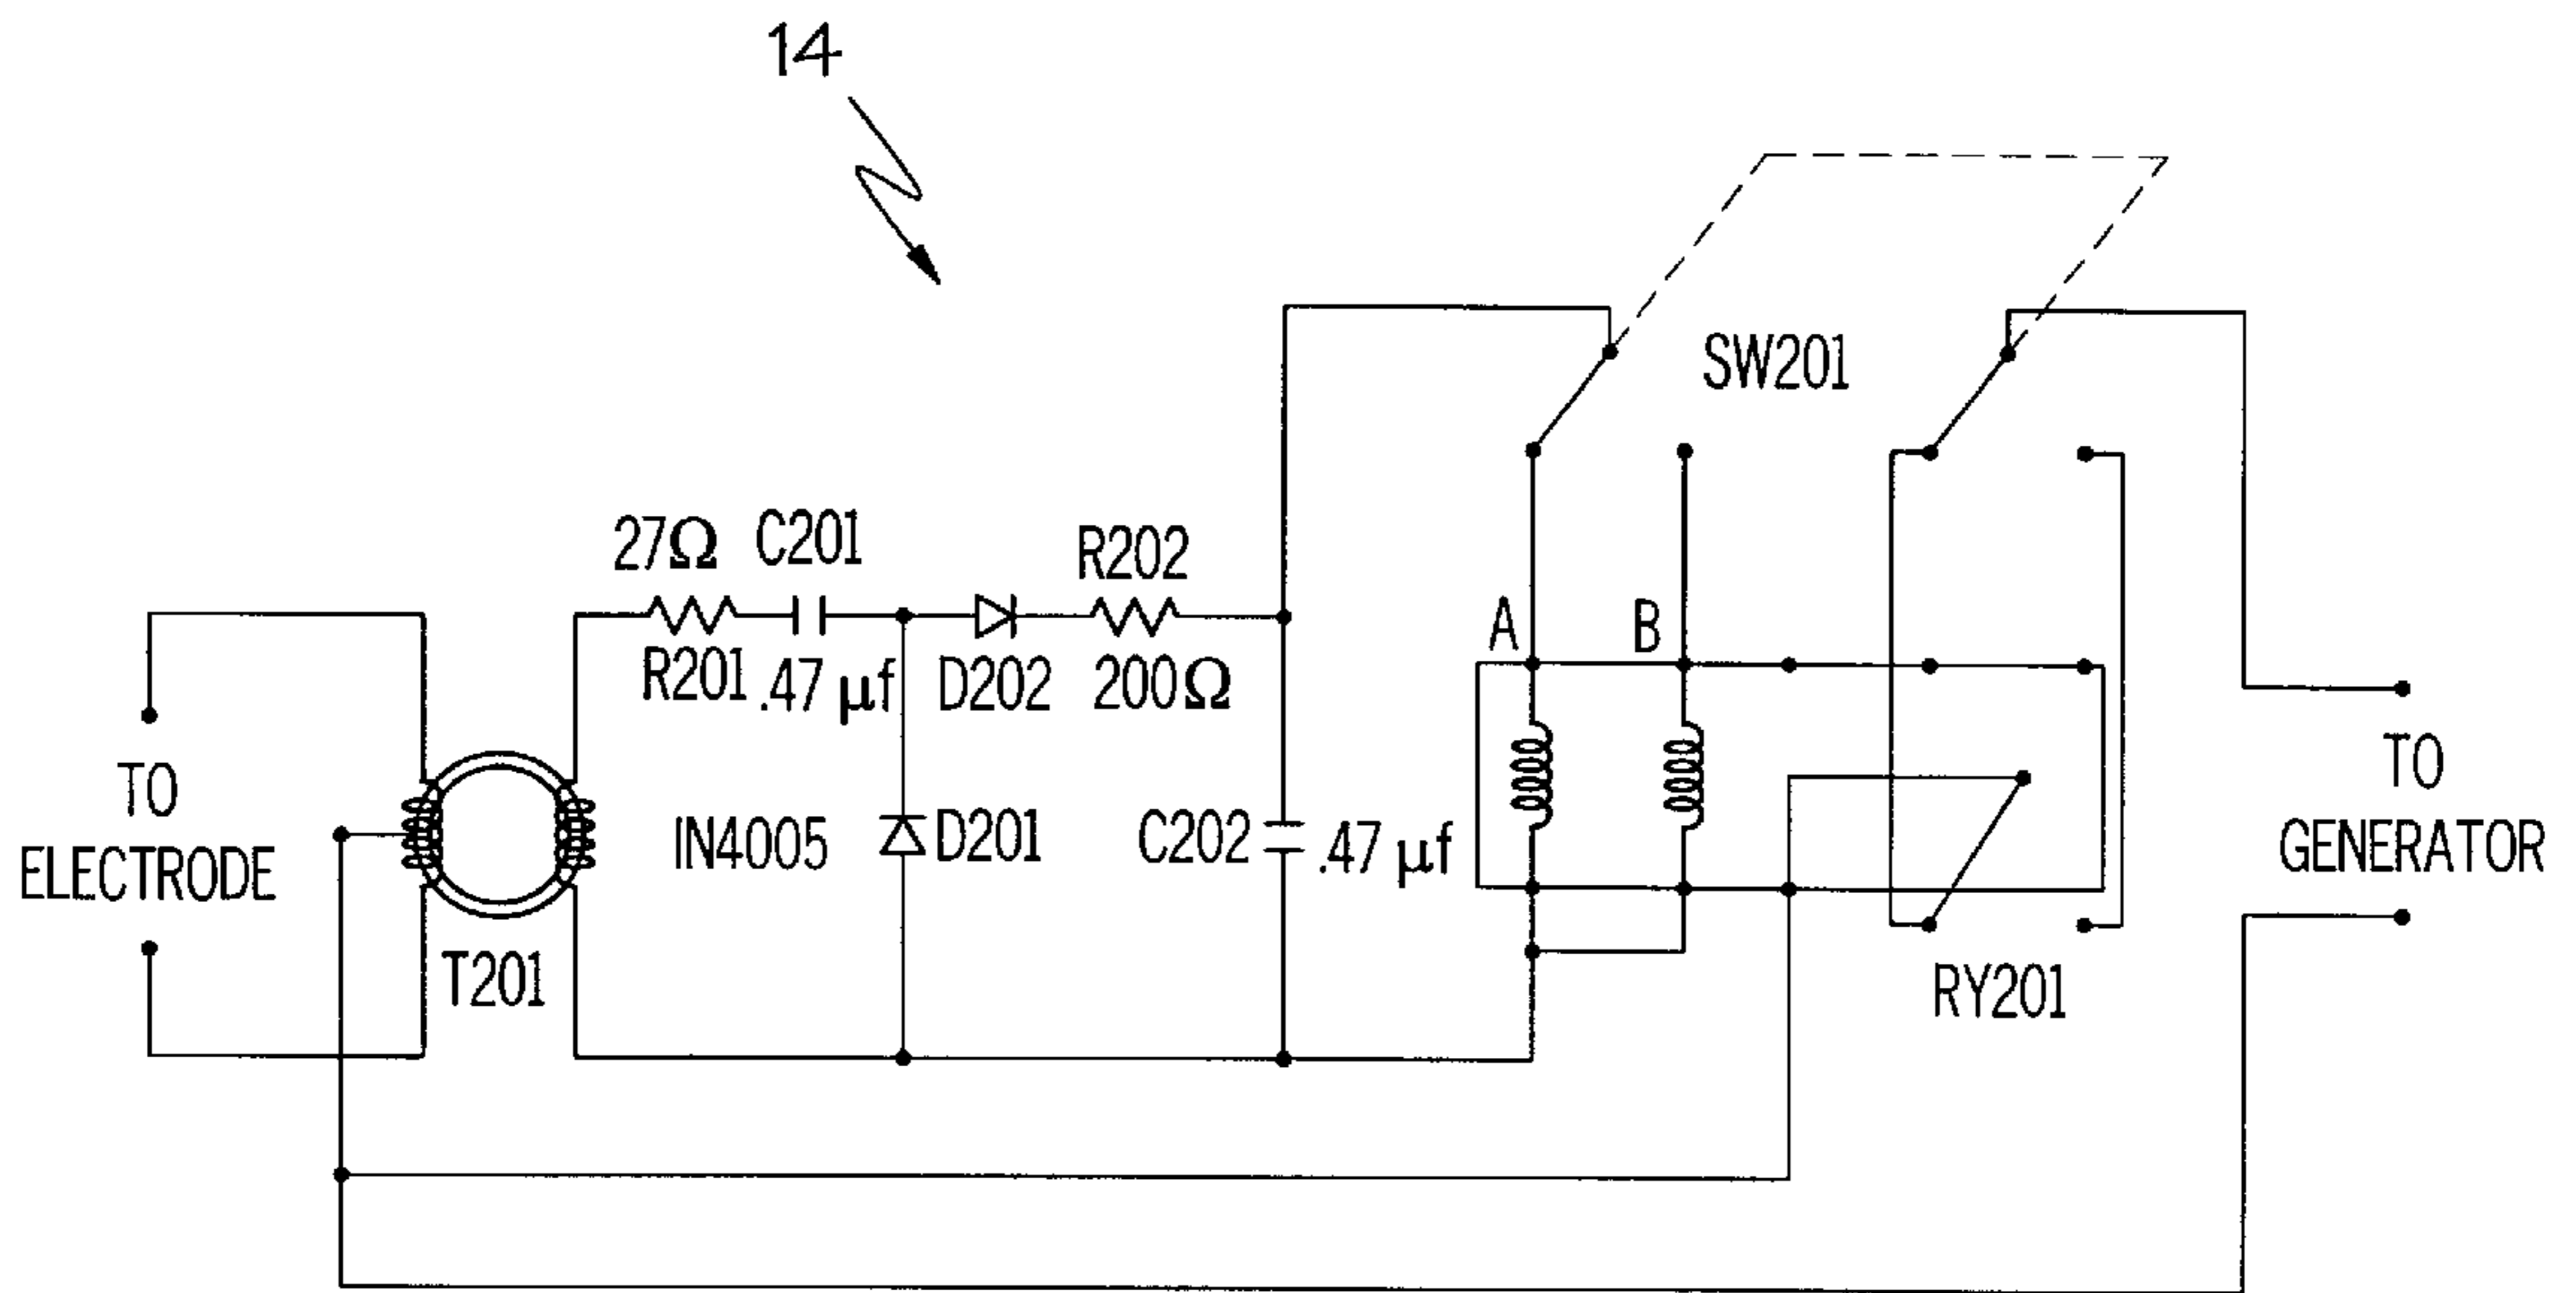 14
SW201
27Ω
C201
R202
A
B
R201
.47 μf
D202
200Ω
TO
ELECTRODE
IN4005
D201
C202
.47 μf
TO
GENERATOR
T201
RY201